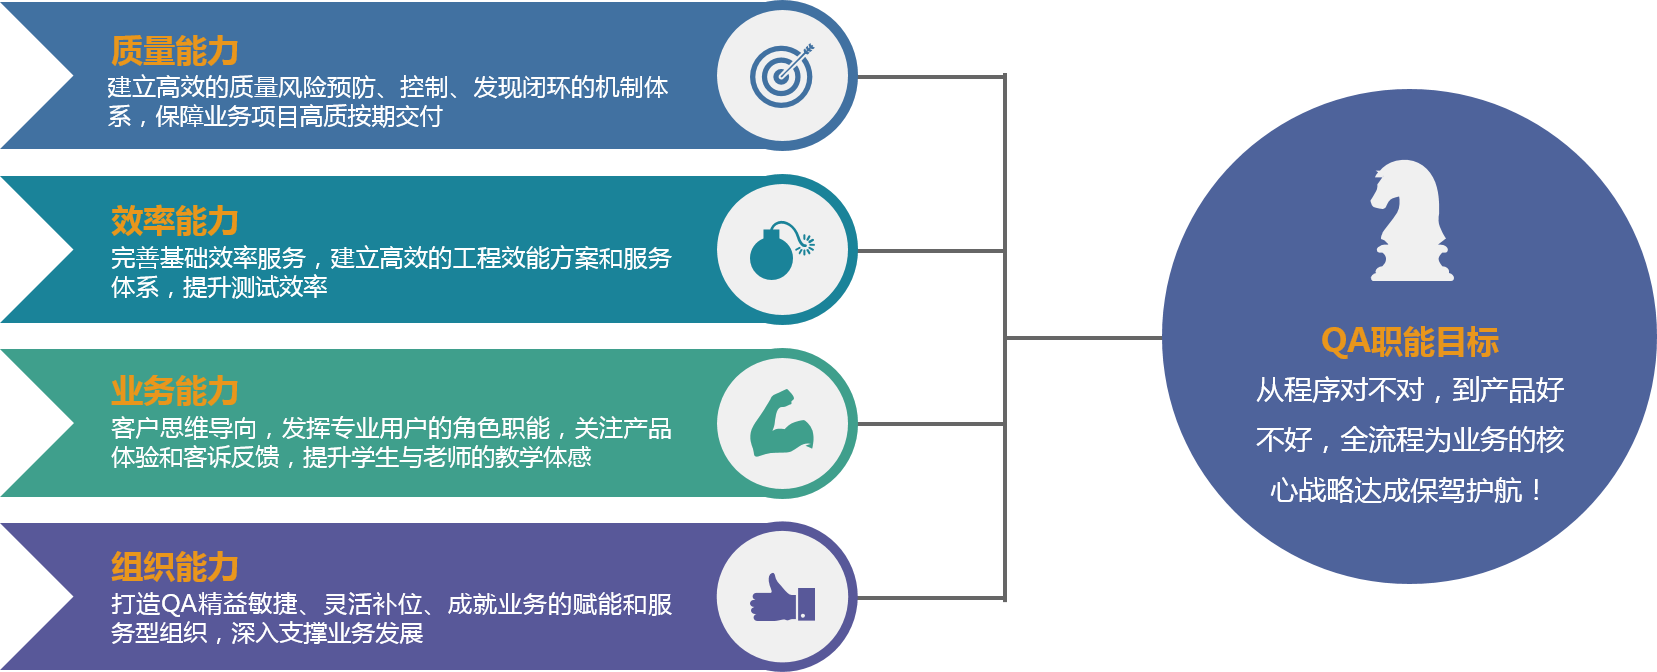 质量能力
建立高效的质量风险预防、控制、发现闭环的机制体
系，保障业务项目高质按期交付
效率能力
完善基础效率服务，建立高效的工程效能方案和服务
体系，提升测试效率
业务能力
客户思维导向，发挥专业用户的角色职能，关注产品
体验和客诉反馈，提升学生与老师的教学体感
组织能力
打造QA精益敏捷、灵活补位、成就业务的赋能和服
务型组织，深入支撑业务发展
QA职能目标
从程序对不对，到产品好
不好，全流程为业务的核
心战略达成保驾护航！